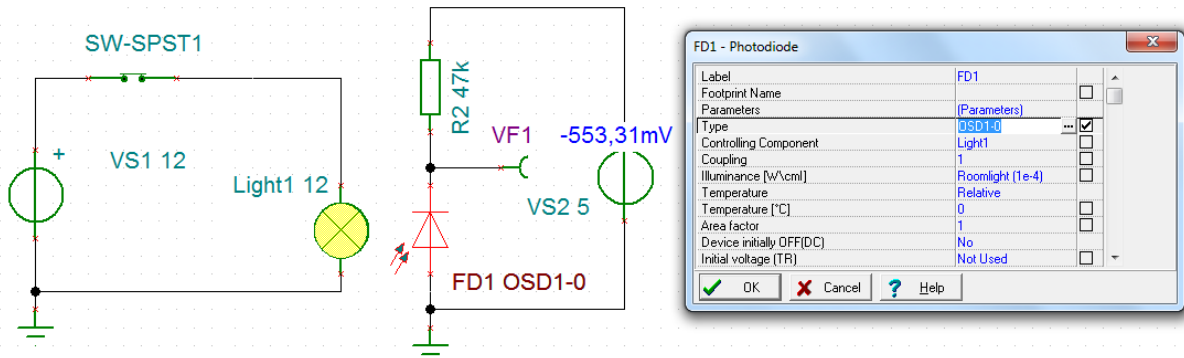 SW-SPST1
+
VS1 12
Light1 12
R2 47k
VF1
-553,31mV
VS2 5
FD1 OSD1-0
FD1 - Photodiode
Label FD1
Footprint Name
Parameters (Parameters)
Type OSD1-0 ...
Controlling Component Light1
Coupling 1
Illuminance [W\cml] Roomlight (1e-4)
Temperature Relative
Temperature [°C] 0
Area factor 1
Device initially OFF(DC) No
Initial voltage (TR) Not Used
OK Cancel ? Help